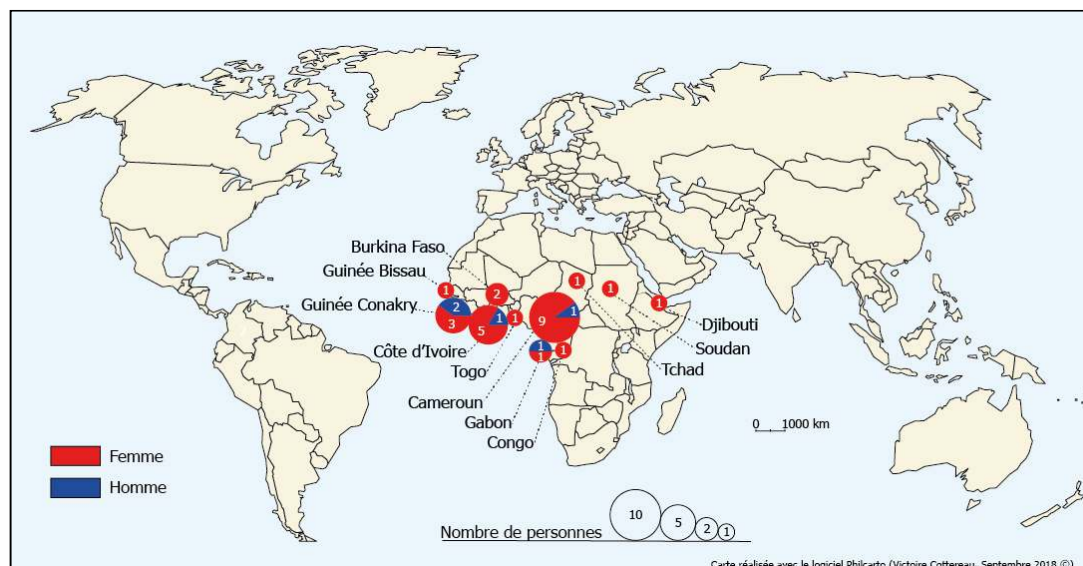 Burkina Faso
Guinée Bissau
Guinée Conakry
Côte d'Ivoire
Togo
Cameroun
Gabon
Congo
Djibouti
Soudan
Tchad
1
2
2
3
5
1
1
9
1
1
1
1
1
1
1
0 1000 km
Femme
Homme
Nombre de personnes
10
5
2
1
Carte réalisée avec le logiciel Philcarto (Victoire Cottereau, Septembre 2018 ©)